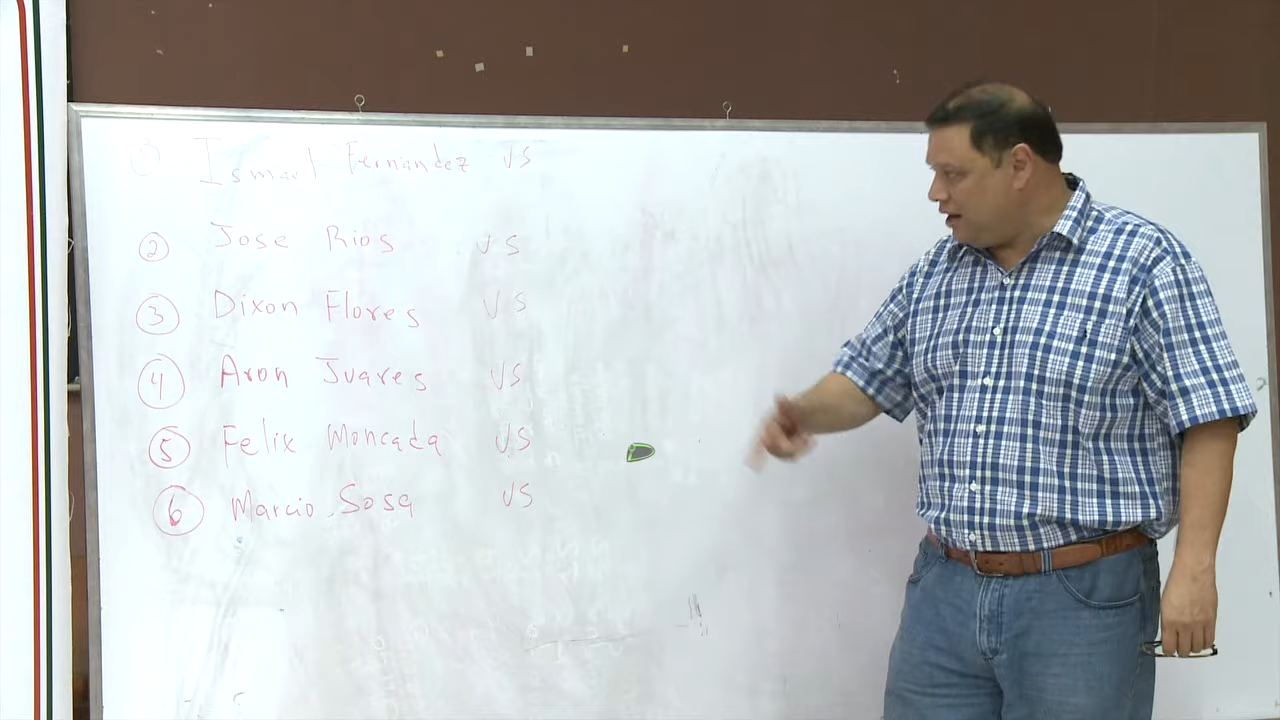 ① Ismael Fernandez VS
② Jose Rios VS
③ Dixon Flores VS
④ Aron Juares VS
⑤ Felix Moncada VS
⑥ Marcio Sosa VS